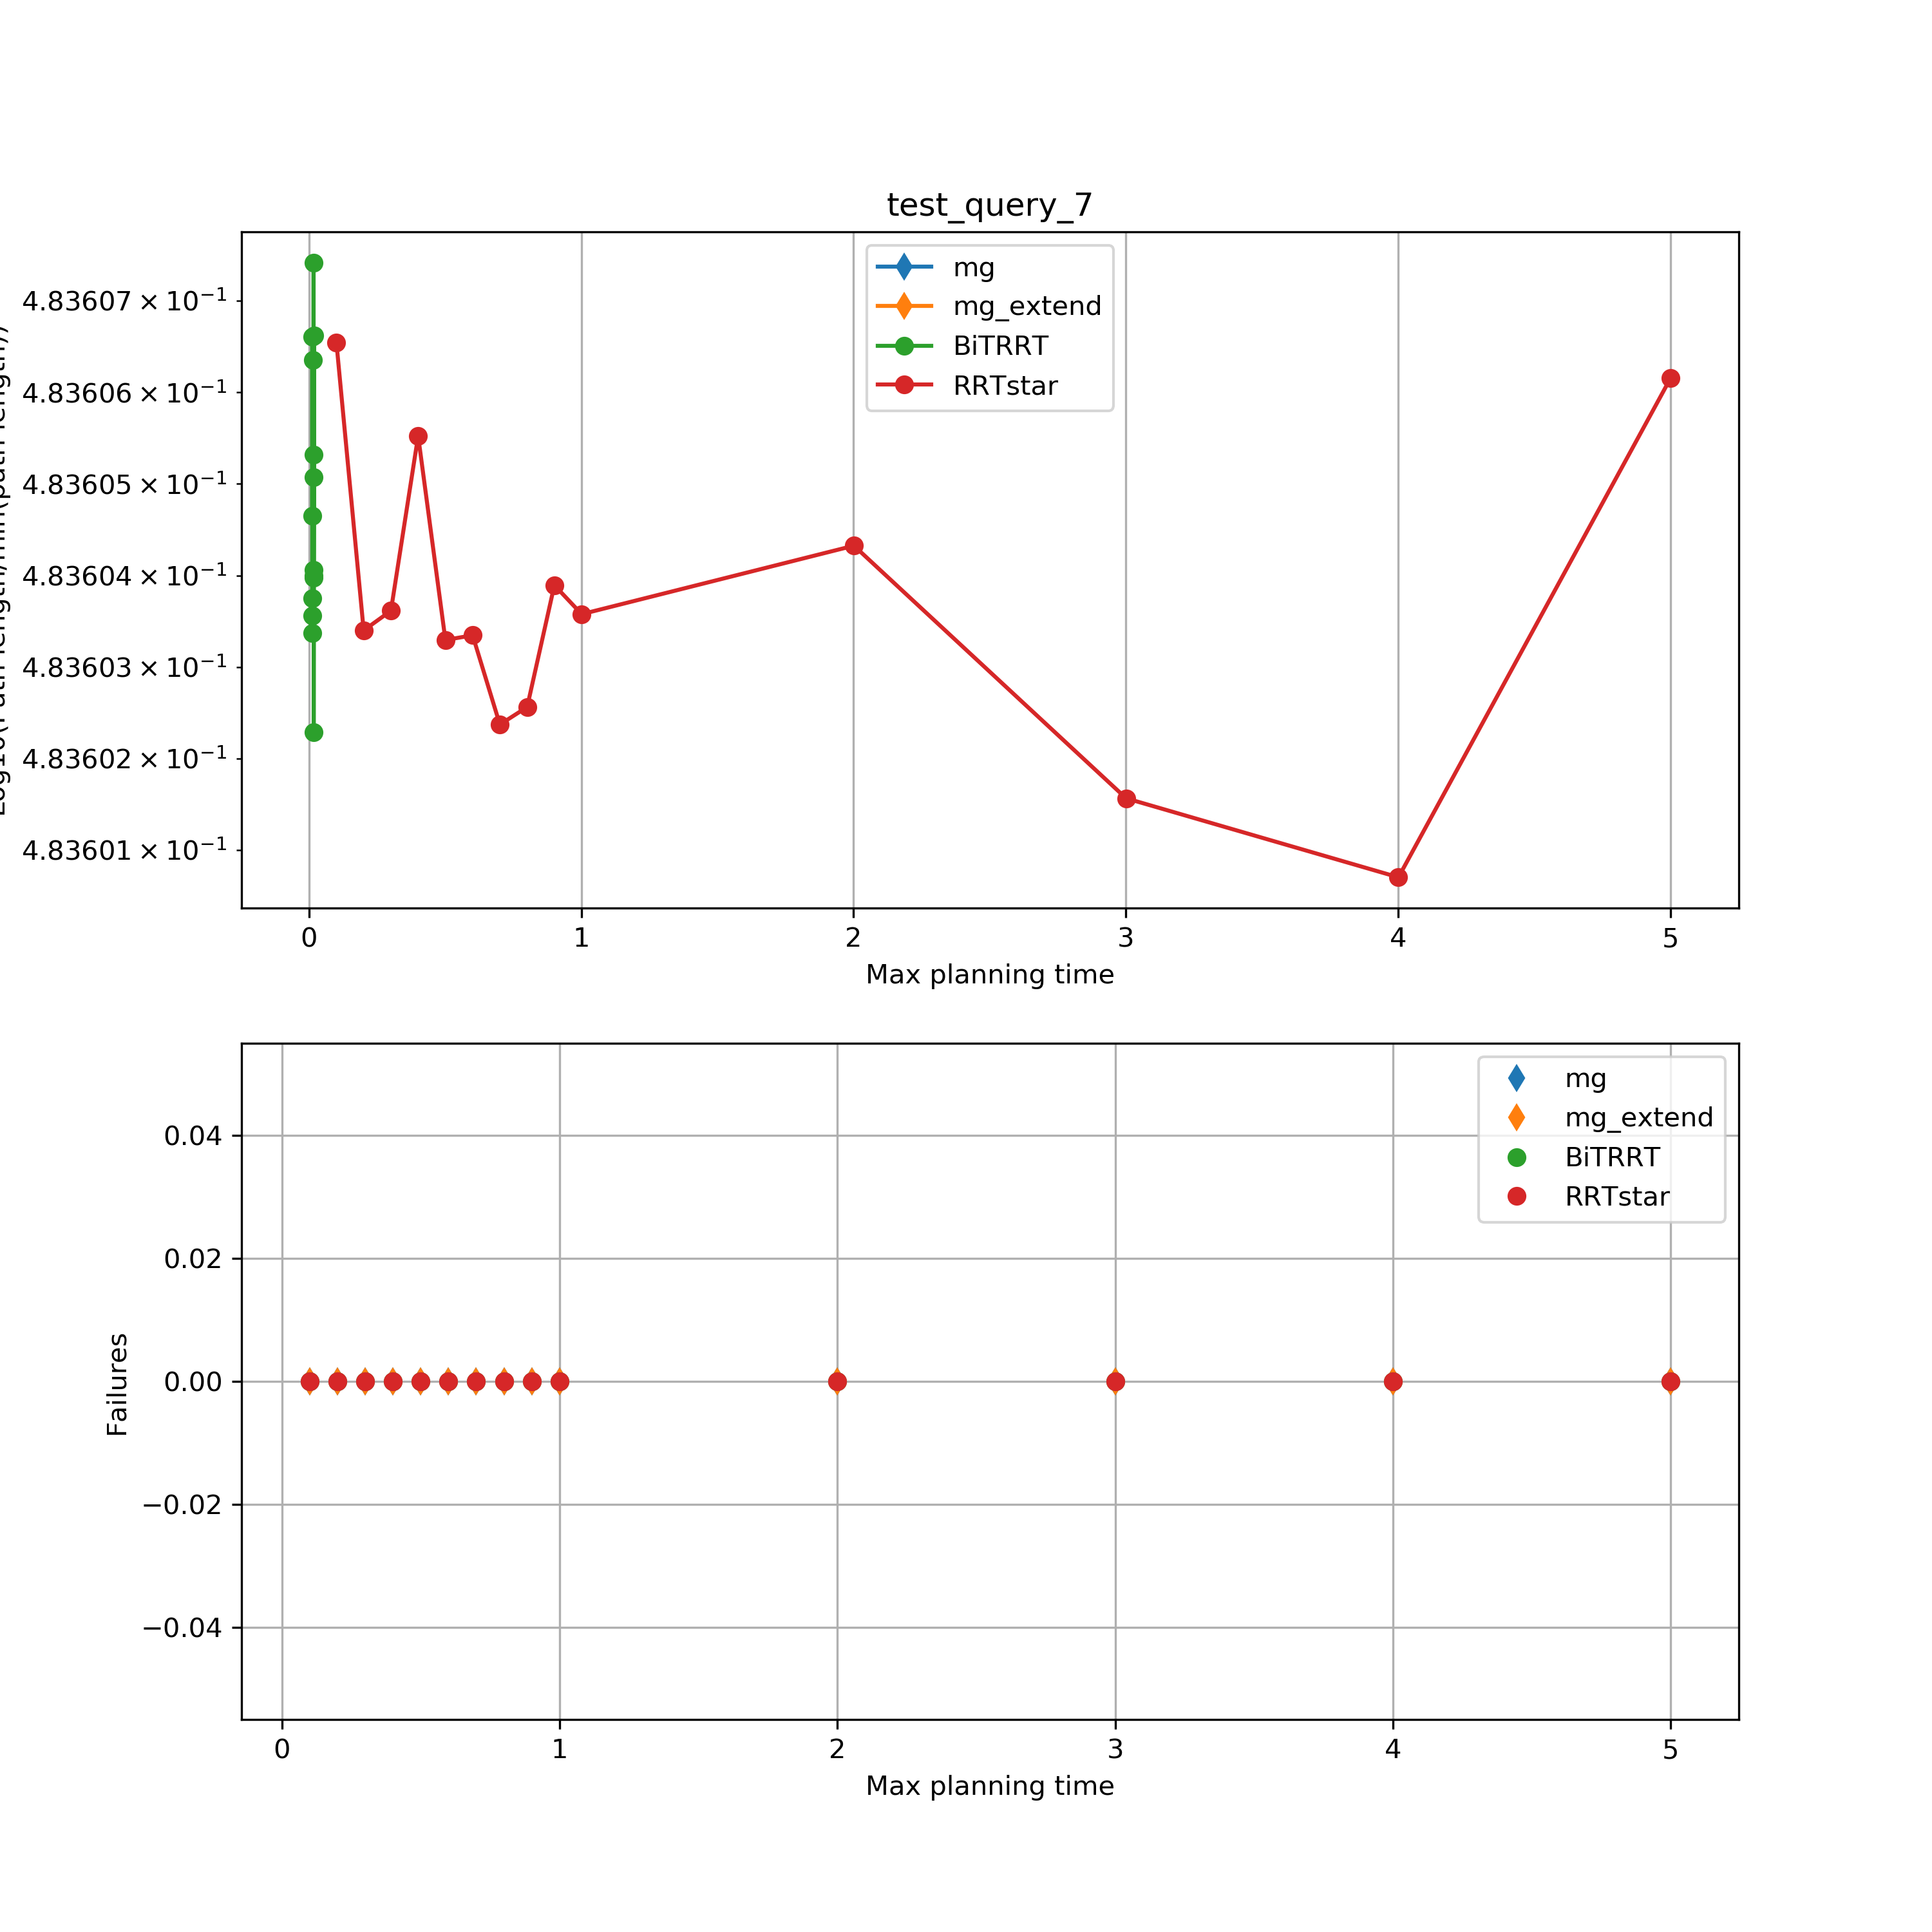 test_query_7
4.83607 × 10⁻¹
4.83606 × 10⁻¹
4.83605 × 10⁻¹
4.83604 × 10⁻¹
4.83603 × 10⁻¹
4.83602 × 10⁻¹
4.83601 × 10⁻¹
mg
mg_extend
BiTRRT
RRTstar
0 1 2 3 4 5
Max planning time
Failures
0.04
0.02
0.00
−0.02
−0.04
mg
mg_extend
BiTRRT
RRTstar
0 1 2 3 4 5
Max planning time